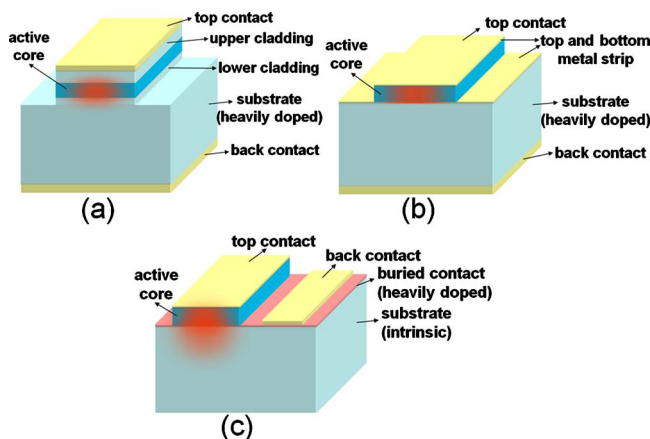 top contact
upper cladding
active
core
lower cladding
substrate
(heavily doped)
back contact
(a)
top contact
active
core
top and bottom
metal strip
substrate
(heavily doped)
back contact
(b)
top contact
back contact
active
core
buried contact
(heavily doped)
substrate
(intrinsic)
(c)